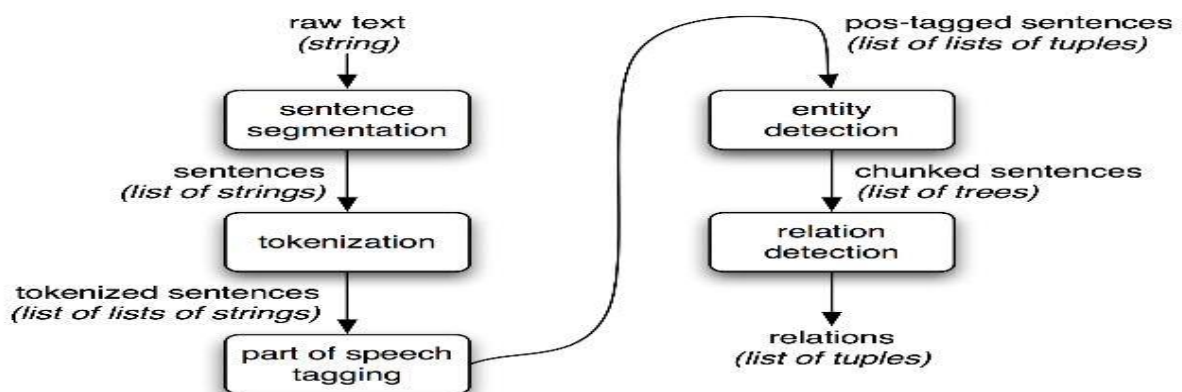 raw text
(string)
sentence
segmentation
sentences
(list of strings)
tokenization
tokenized sentences
(list of lists of strings)
part of speech
tagging
pos-tagged sentences
(list of lists of tuples)
entity
detection
chunked sentences
(list of trees)
relation
detection
relations
(list of tuples)